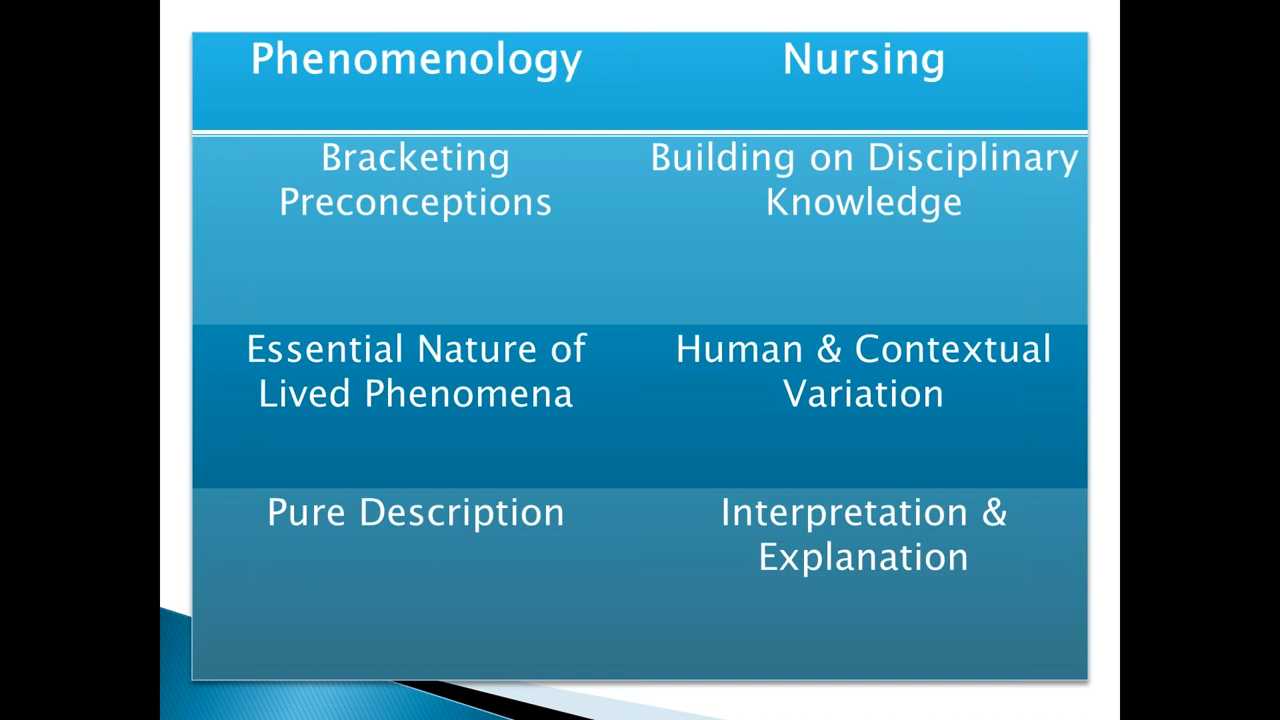 Phenomenology
Nursing
Bracketing
Preconceptions
Building on Disciplinary
Knowledge
Essential Nature of
Lived Phenomena
Human & Contextual
Variation
Pure Description
Interpretation &
Explanation